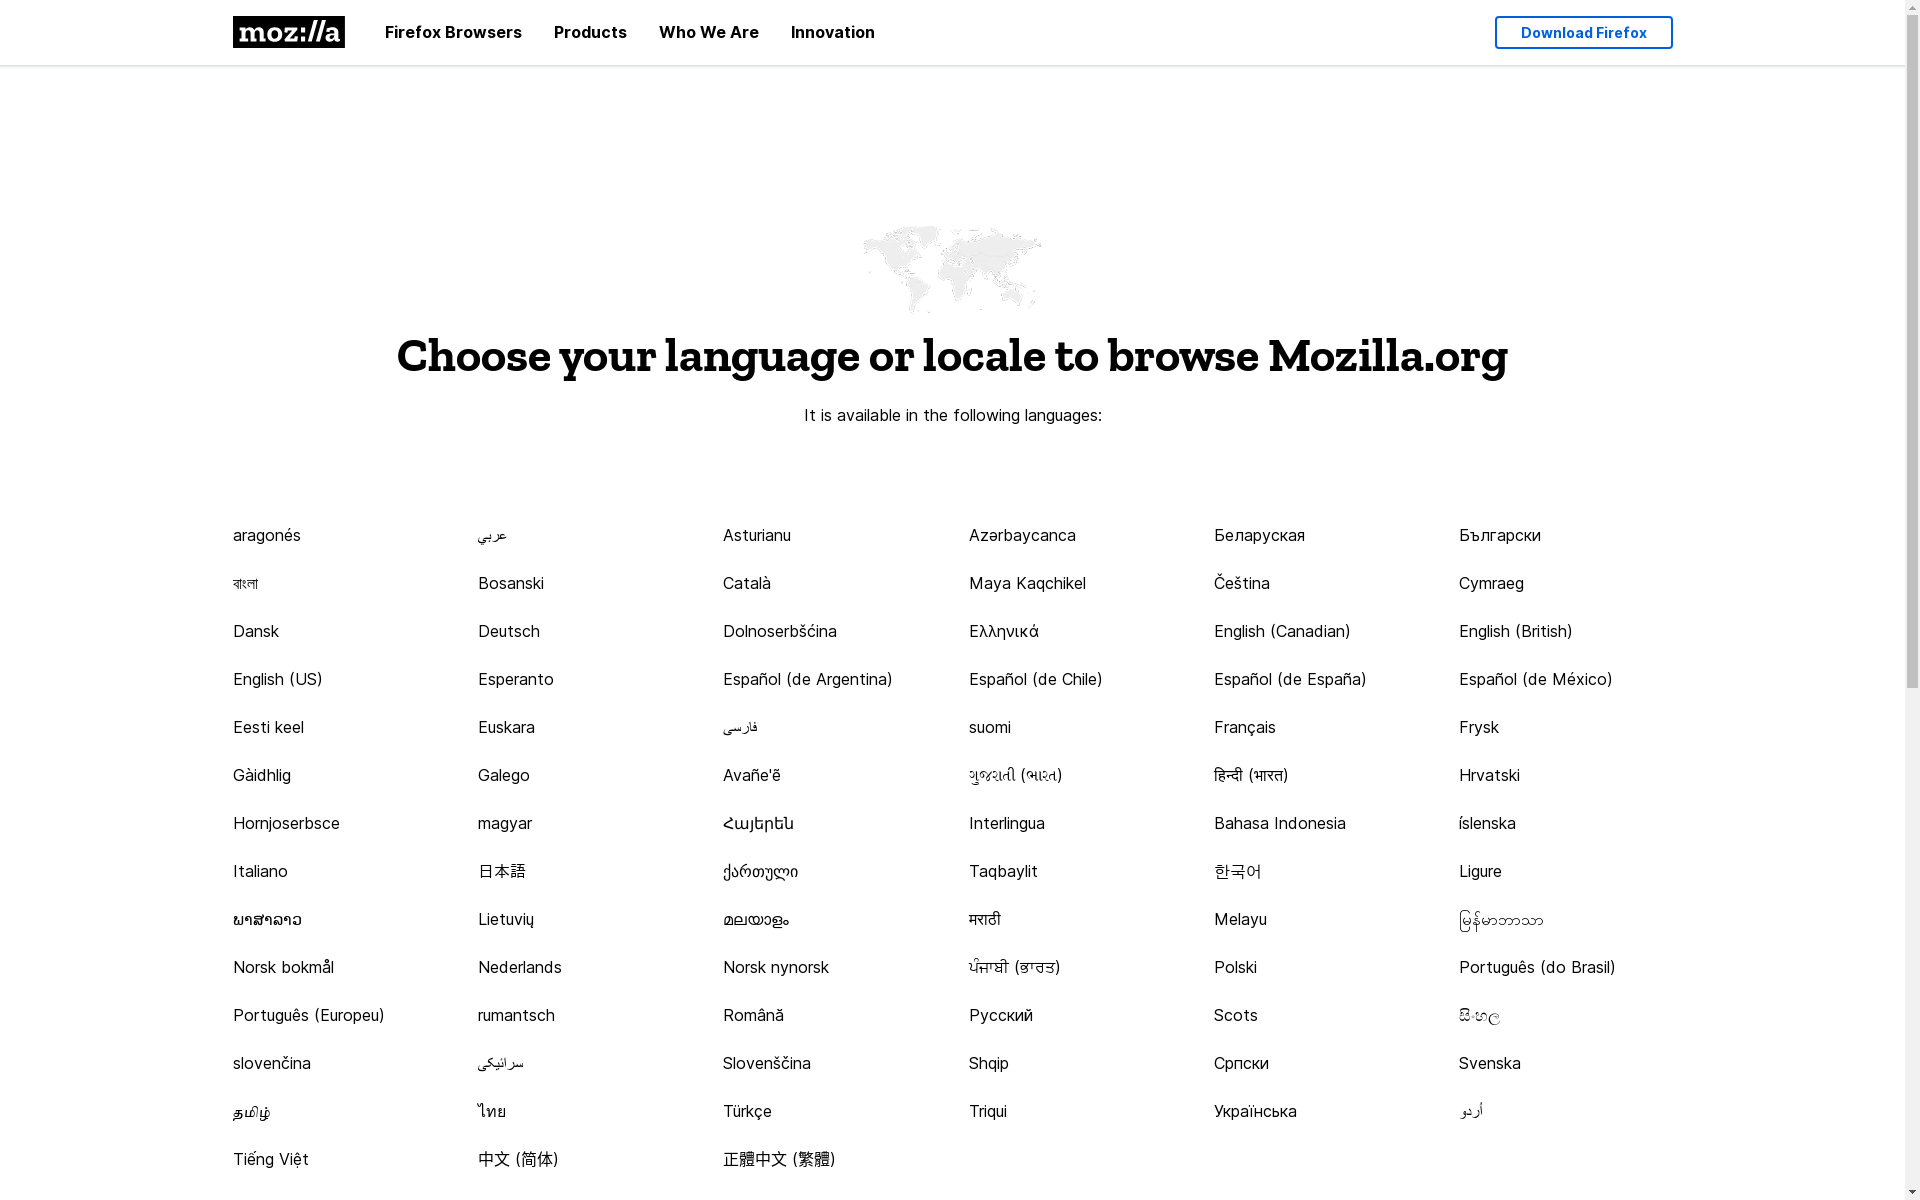 moz://a
Firefox Browsers
Products
Who We Are
Innovation
Download Firefox
Choose your language or locale to browse Mozilla.org
It is available in the following languages:
aragonés
عربي
Asturianu
Azərbaycanca
Беларуская
Български
বাংলা
Bosanski
Català
Maya Kaqchikel
Čeština
Cymraeg
Dansk
Deutsch
Dolnoserbšćina
Ελληνικά
English (Canadian)
English (British)
English (US)
Esperanto
Español (de Argentina)
Español (de Chile)
Español (de España)
Español (de México)
Eesti keel
Euskara
فارسی
suomi
Français
Frysk
Gàidhlig
Galego
Avañe'ẽ
ગુજરાતી (ભારત)
हिन्दी (भारत)
Hrvatski
Hornjoserbsce
magyar
Հայերեն
Interlingua
Bahasa Indonesia
íslenska
Italiano
日本語
ქართული
Taqbaylit
한국어
Ligure
ພາສາລາວ
Lietuvių
മലയാളം
मराठी
Melayu
မြန်မာဘာသာ
Norsk bokmål
Nederlands
Norsk nynorsk
ਪੰਜਾਬੀ (ਭਾਰਤ)
Polski
Português (do Brasil)
Português (Europeu)
rumantsch
Română
Русский
Scots
සිංහල
slovenčina
سرائیکی
Slovenščina
Shqip
Српски
Svenska
தமிழ்
ไทย
Türkçe
Triqui
Українська
اُردو
Tiếng Việt
中文 (简体)
正體中文 (繁體)